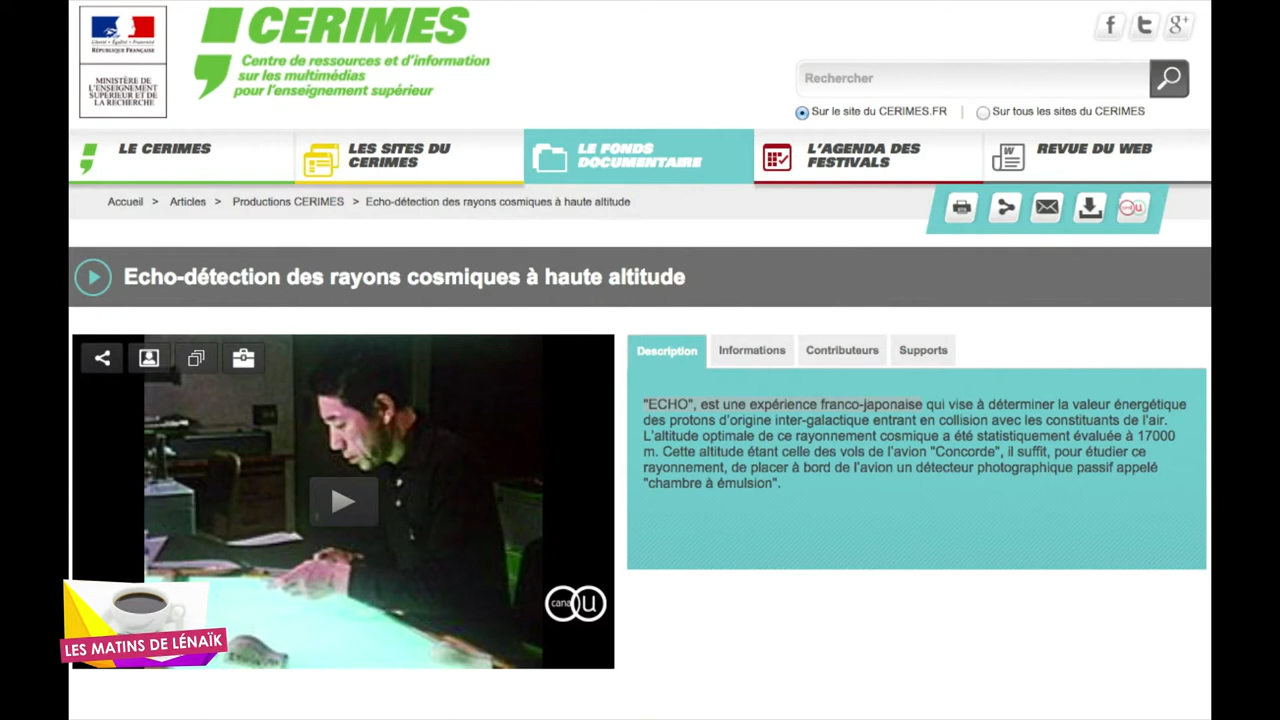 Liberté • Égalité • Fraternité
RÉPUBLIQUE FRANÇAISE
MINISTÈRE DE
L'ENSEIGNEMENT
SUPÉRIEUR ET DE
LA RECHERCHE
CERIMES
Centre de ressources et d'information
sur les multimédias
pour l'enseignement supérieur
Rechercher
Sur le site du CERIMES.FR | Sur tous les sites du CERIMES
LE CERIMES
LES SITES DU
CERIMES
LE FONDS
DOCUMENTAIRE
L'AGENDA DES
FESTIVALS
REVUE DU WEB
Accueil > Articles > Productions CERIMES > Echo-détection des rayons cosmiques à haute altitude
Echo-détection des rayons cosmiques à haute altitude
Description Informations Contributeurs Supports
"ECHO", est une expérience franco-japonaise qui vise à déterminer la valeur énergétique
des protons d'origine inter-galactique entrant en collision avec les constituants de l'air.
L'altitude optimale de ce rayonnement cosmique a été statistiquement évaluée à 17000
m. Cette altitude étant celle des vols de l'avion "Concorde", il suffit, pour étudier ce
rayonnement, de placer à bord de l'avion un détecteur photographique passif appelé
"chambre à émulsion".
canal u
LES MATINS DE LÉNAÏK